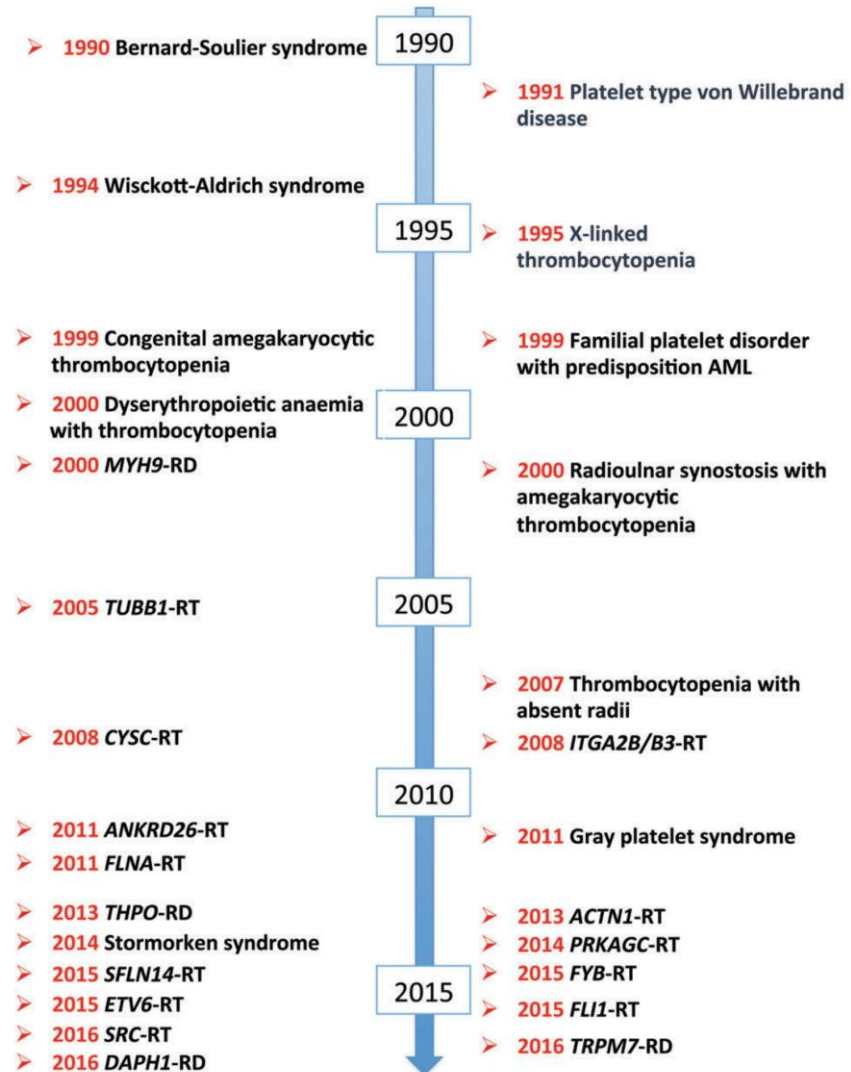 1990
➢ 1990 Bernard-Soulier syndrome
➢ 1991 Platelet type von Willebrand
disease
➢ 1994 Wisckott-Aldrich syndrome
1995
➢ 1995 X-linked
thrombocytopenia
➢ 1999 Congenital amegakaryocytic
thrombocytopenia
➢ 1999 Familial platelet disorder
with predisposition AML
➢ 2000 Dyserythropoietic anaemia
with thrombocytopenia
2000
➢ 2000 MYH9-RD
➢ 2000 Radioulnar synostosis with
amegakaryocytic
thrombocytopenia
2005
➢ 2005 TUBB1-RT
➢ 2007 Thrombocytopenia with
absent radii
➢ 2008 CYSC-RT
➢ 2008 ITGA2B/B3-RT
2010
➢ 2011 ANKRD26-RT
➢ 2011 Gray platelet syndrome
➢ 2011 FLNA-RT
➢ 2013 THPO-RD
➢ 2013 ACTN1-RT
➢ 2014 Stormorken syndrome
➢ 2014 PRKAGC-RT
➢ 2015 SFLN14-RT
➢ 2015 FYB-RT
2015
➢ 2015 ETV6-RT
➢ 2015 FLI1-RT
➢ 2016 SRC-RT
➢ 2016 TRPM7-RD
➢ 2016 DAPH1-RD